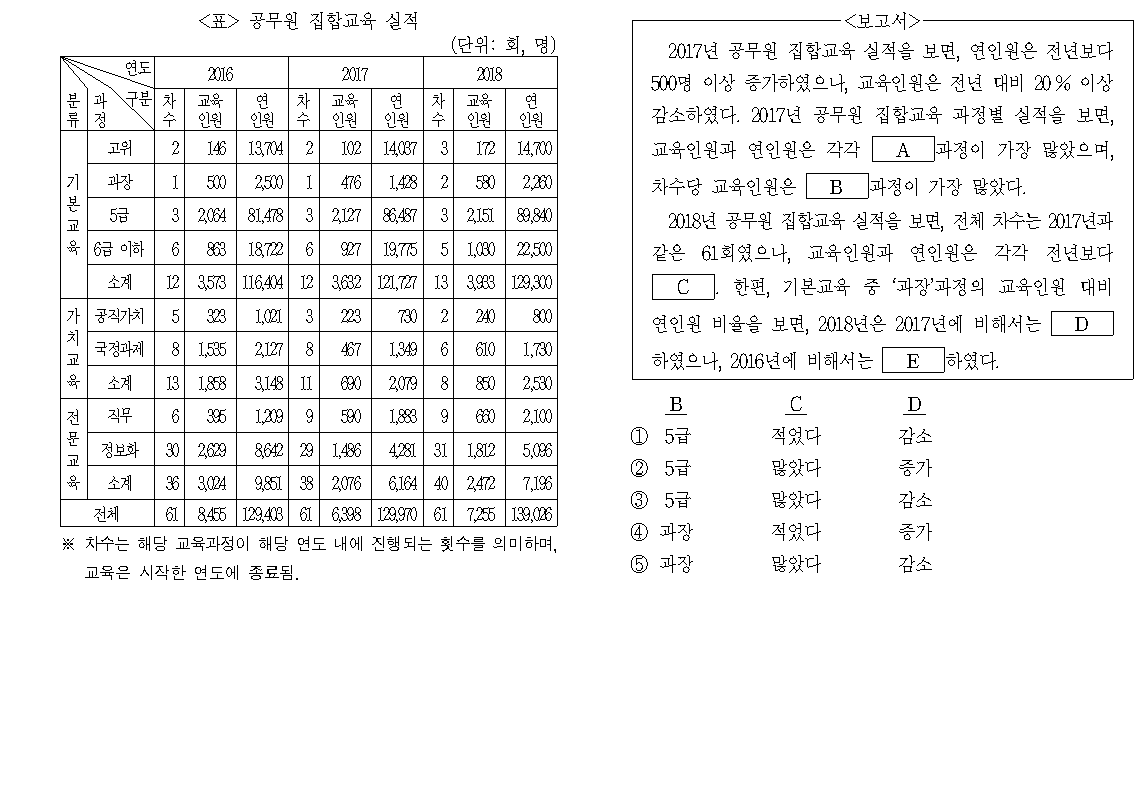 <표> 공무원 집합교육 실적
(단위: 회, 명)
분류 과정 구분 연도 2016 2017 2018
차수 교육인원 연인원 차수 교육인원 연인원 차수 교육인원 연인원
기본교육
고위 2 146 13,704 2 102 14,037 3 172 14,700
과장 1 500 2,500 1 476 1,428 2 580 2,260
5급 3 2,064 81,478 3 2,127 86,487 3 2,151 89,840
6급 이하 6 863 18,722 6 927 19,775 5 1,030 22,500
소계 12 3,573 116,404 12 3,632 121,727 13 3,933 129,300
가치교육
공직가치 5 323 1,021 3 223 730 2 240 800
국정과제 8 1,535 2,127 8 467 1,349 6 610 1,730
소계 13 1,858 3,148 11 690 2,079 8 850 2,530
전문교육
직무 6 395 1,209 9 590 1,883 9 660 2,100
정보화 30 2,629 8,642 29 1,486 4,281 31 1,812 5,096
소계 36 3,024 9,851 38 2,076 6,164 40 2,472 7,196
전체 61 8,455 129,403 61 6,398 129,970 61 7,255 139,026
※ 차수는 해당 교육과정이 해당 연도 내에 진행되는 횟수를 의미하며,
교육은 시작한 연도에 종료됨.
<보고서>
2017년 공무원 집합교육 실적을 보면, 연인원은 전년보다
500명 이상 증가하였으나, 교육인원은 전년 대비 20% 이상
감소하였다. 2017년 공무원 집합교육 과정별 실적을 보면,
교육인원과 연인원은 각각 A 과정이 가장 많았으며,
차수당 교육인원은 B 과정이 가장 많았다.
2018년 공무원 집합교육 실적을 보면, 전체 차수는 2017년과
같은 61회였으나, 교육인원과 연인원은 각각 전년보다
C . 한편, 기본교육 중 ‘과장’과정의 교육인원 대비
연인원 비율을 보면, 2018년은 2017년에 비해서는 D
하였으나, 2016년에 비해서는 E 하였다.
B C D
① 5급 적었다 감소
② 5급 많았다 증가
③ 5급 많았다 감소
④ 과장 적었다 증가
⑤ 과장 많았다 감소